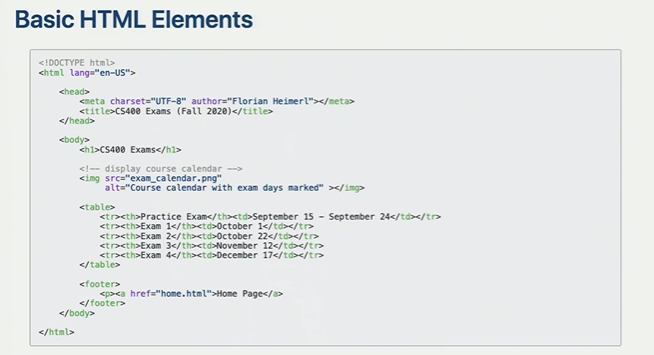 Basic HTML Elements
<!DOCTYPE html>
<html lang="en-US">
<head>
<meta charset="UTF-8" author="Florian Heimerl"></meta>
<title>CS400 Exams (Fall 2020)</title>
</head>
<body>
<h1>CS400 Exams</h1>
<!-- display course calendar -->
<img src="exam_calendar.png"
alt="Course calendar with exam days marked" ></img>
<table>
<tr><th>Practice Exam</th><td>September 15 - September 24</td></tr>
<tr><th>Exam 1</th><td>October 1</td></tr>
<tr><th>Exam 2</th><td>October 22</td></tr>
<tr><th>Exam 3</th><td>November 12</td></tr>
<tr><th>Exam 4</th><td>December 17</td></tr>
</table>
<footer>
<p><a href="home.html">Home Page</a>
</footer>
</body>
</html>